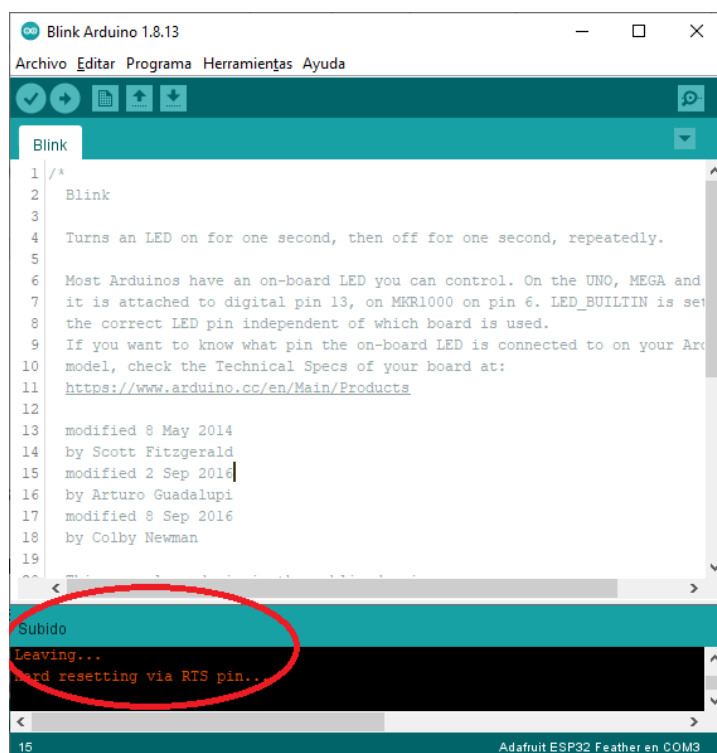 Blink Arduino 1.8.13
Archivo Editar Programa Herramientas Ayuda
Blink
1 /*
2 Blink
3
4 Turns an LED on for one second, then off for one second, repeatedly.
5
6 Most Arduinos have an on-board LED you can control. On the UNO, MEGA and
7 it is attached to digital pin 13, on MKR1000 on pin 6. LED_BUILTIN is set
8 the correct LED pin independent of which board is used.
9 If you want to know what pin the on-board LED is connected to on your Ard
10 model, check the Technical Specs of your board at:
11 https://www.arduino.cc/en/Main/Products
12
13 modified 8 May 2014
14 by Scott Fitzgerald
15 modified 2 Sep 2016
16 by Arturo Guadalupi
17 modified 8 Sep 2016
18 by Colby Newman
19
Subido
Leaving...
Hard resetting via RTS pin...
15 Adafruit ESP32 Feather en COM3